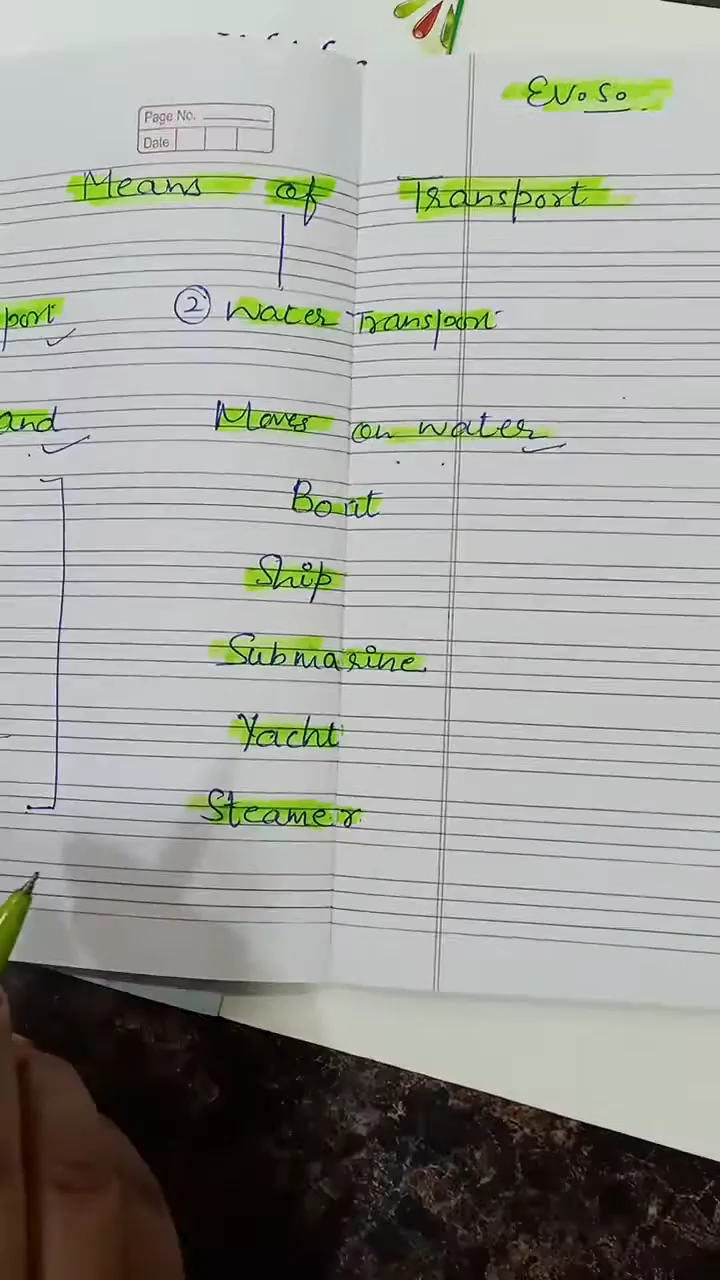 EV.S.
Page No.
Date
Means of Transport
port
② Water Transport
and
Moves on water
Boat
Ship
Submarine
Yacht
Steamer